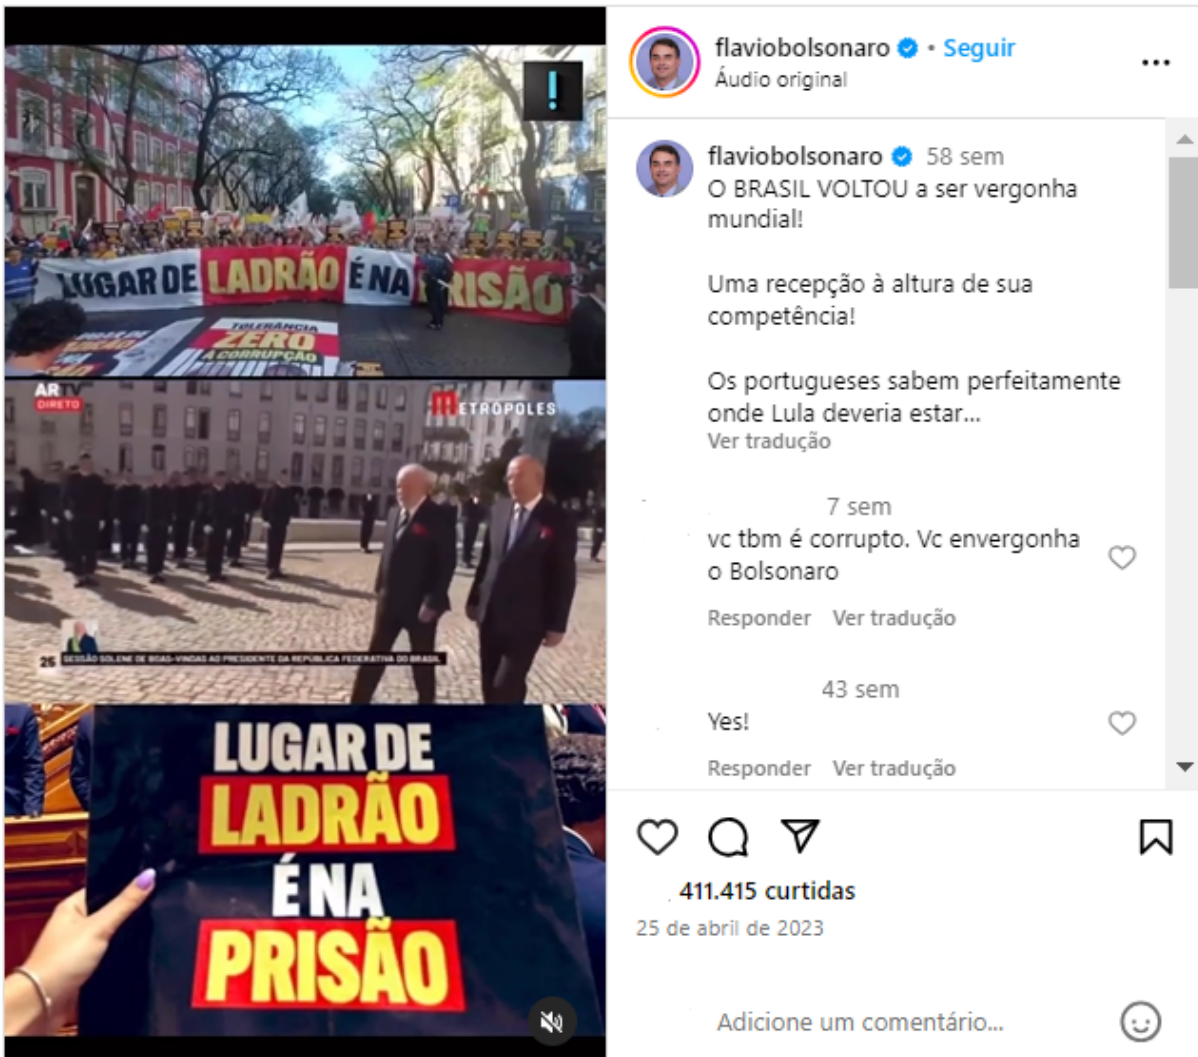 !
LUGAR DE LADRÃO É NA PRISÃO
TOLERÂNCIA
ZERO
À CORRUPÇÃO
ARTV
DIRETO
METRÓPOLES
25 SESSÃO SOLENE DE BOAS-VINDAS AO PRESIDENTE DA REPÚBLICA FEDERATIVA DO BRASIL
LUGAR DE
LADRÃO
É NA
PRISÃO
flaviobolsonaro • Seguir
Áudio original
flaviobolsonaro 58 sem
O BRASIL VOLTOU a ser vergonha
mundial!
Uma recepção à altura de sua
competência!
Os portugueses sabem perfeitamente
onde Lula deveria estar...
Ver tradução
7 sem
vc tbm é corrupto. Vc envergonha
o Bolsonaro
Responder Ver tradução
43 sem
Yes!
Responder Ver tradução
411.415 curtidas
25 de abril de 2023
Adicione um comentário...